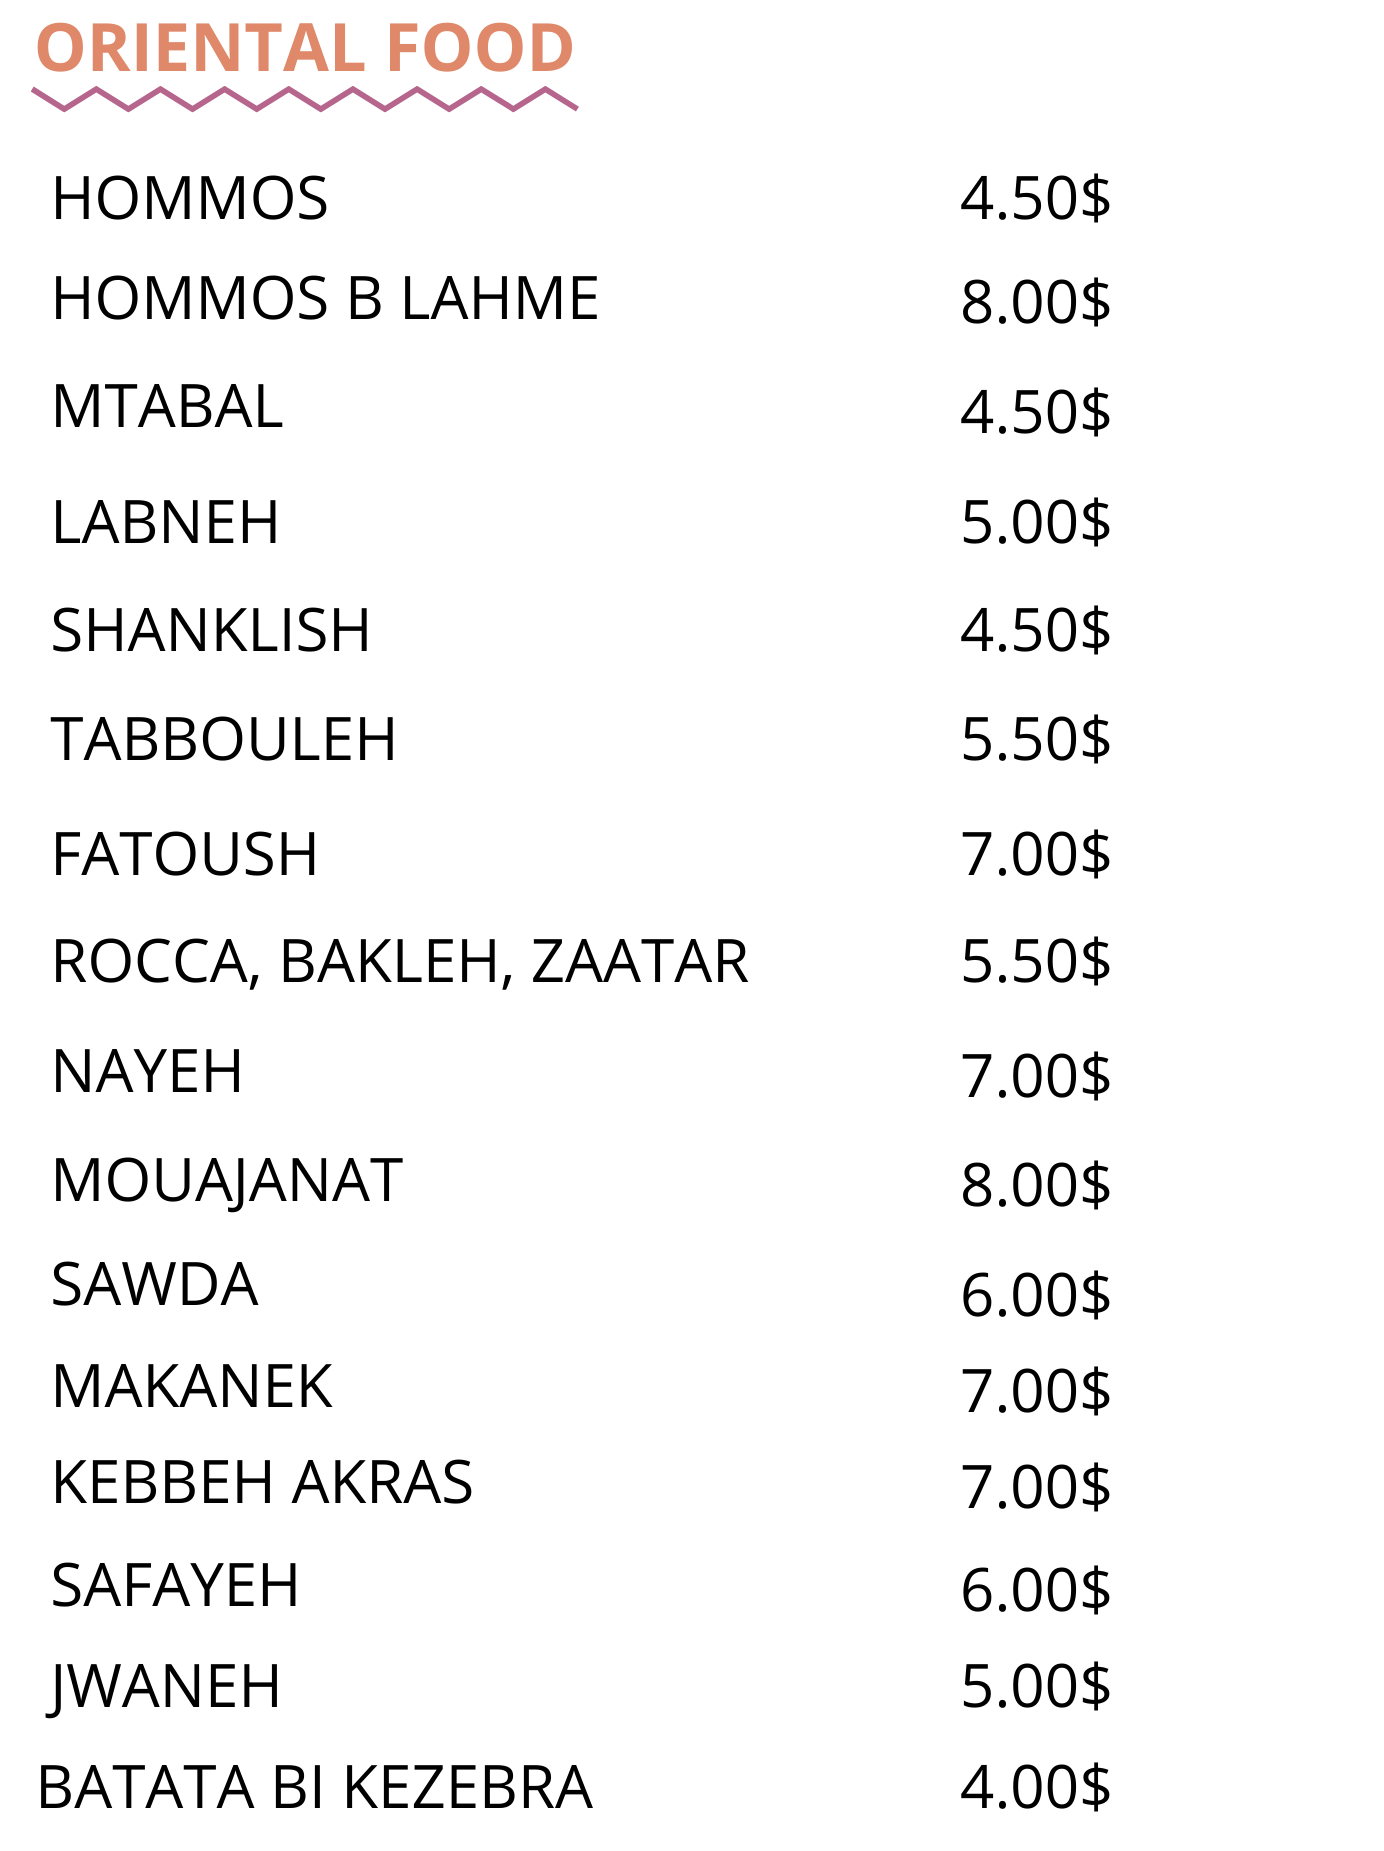 ORIENTAL FOOD
HOMMOS 4.50$
HOMMOS B LAHME 8.00$
MTABAL 4.50$
LABNEH 5.00$
SHANKLISH 4.50$
TABBOULEH 5.50$
FATOUSH 7.00$
ROCCA, BAKLEH, ZAATAR 5.50$
NAYEH 7.00$
MOUAJANAT 8.00$
SAWDA 6.00$
MAKANEK 7.00$
KEBBEH AKRAS 7.00$
SAFAYEH 6.00$
JWANEH 5.00$
BATATA BI KEZEBRA 4.00$